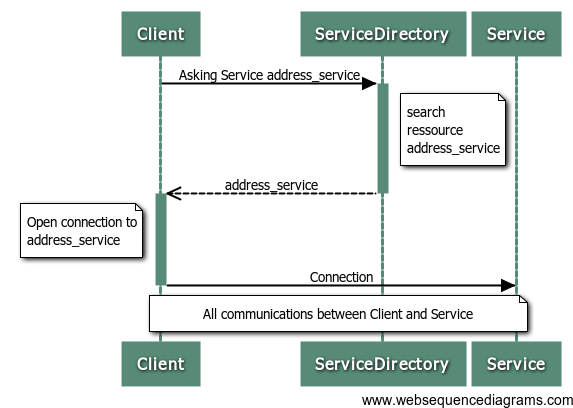 Client
ServiceDirectory
Service
Asking Service address_service
search
ressource
address_service
address_service
Open connection to
address_service
Connection
All communications between Client and Service
Client
ServiceDirectory
Service
www.websequencediagrams.com